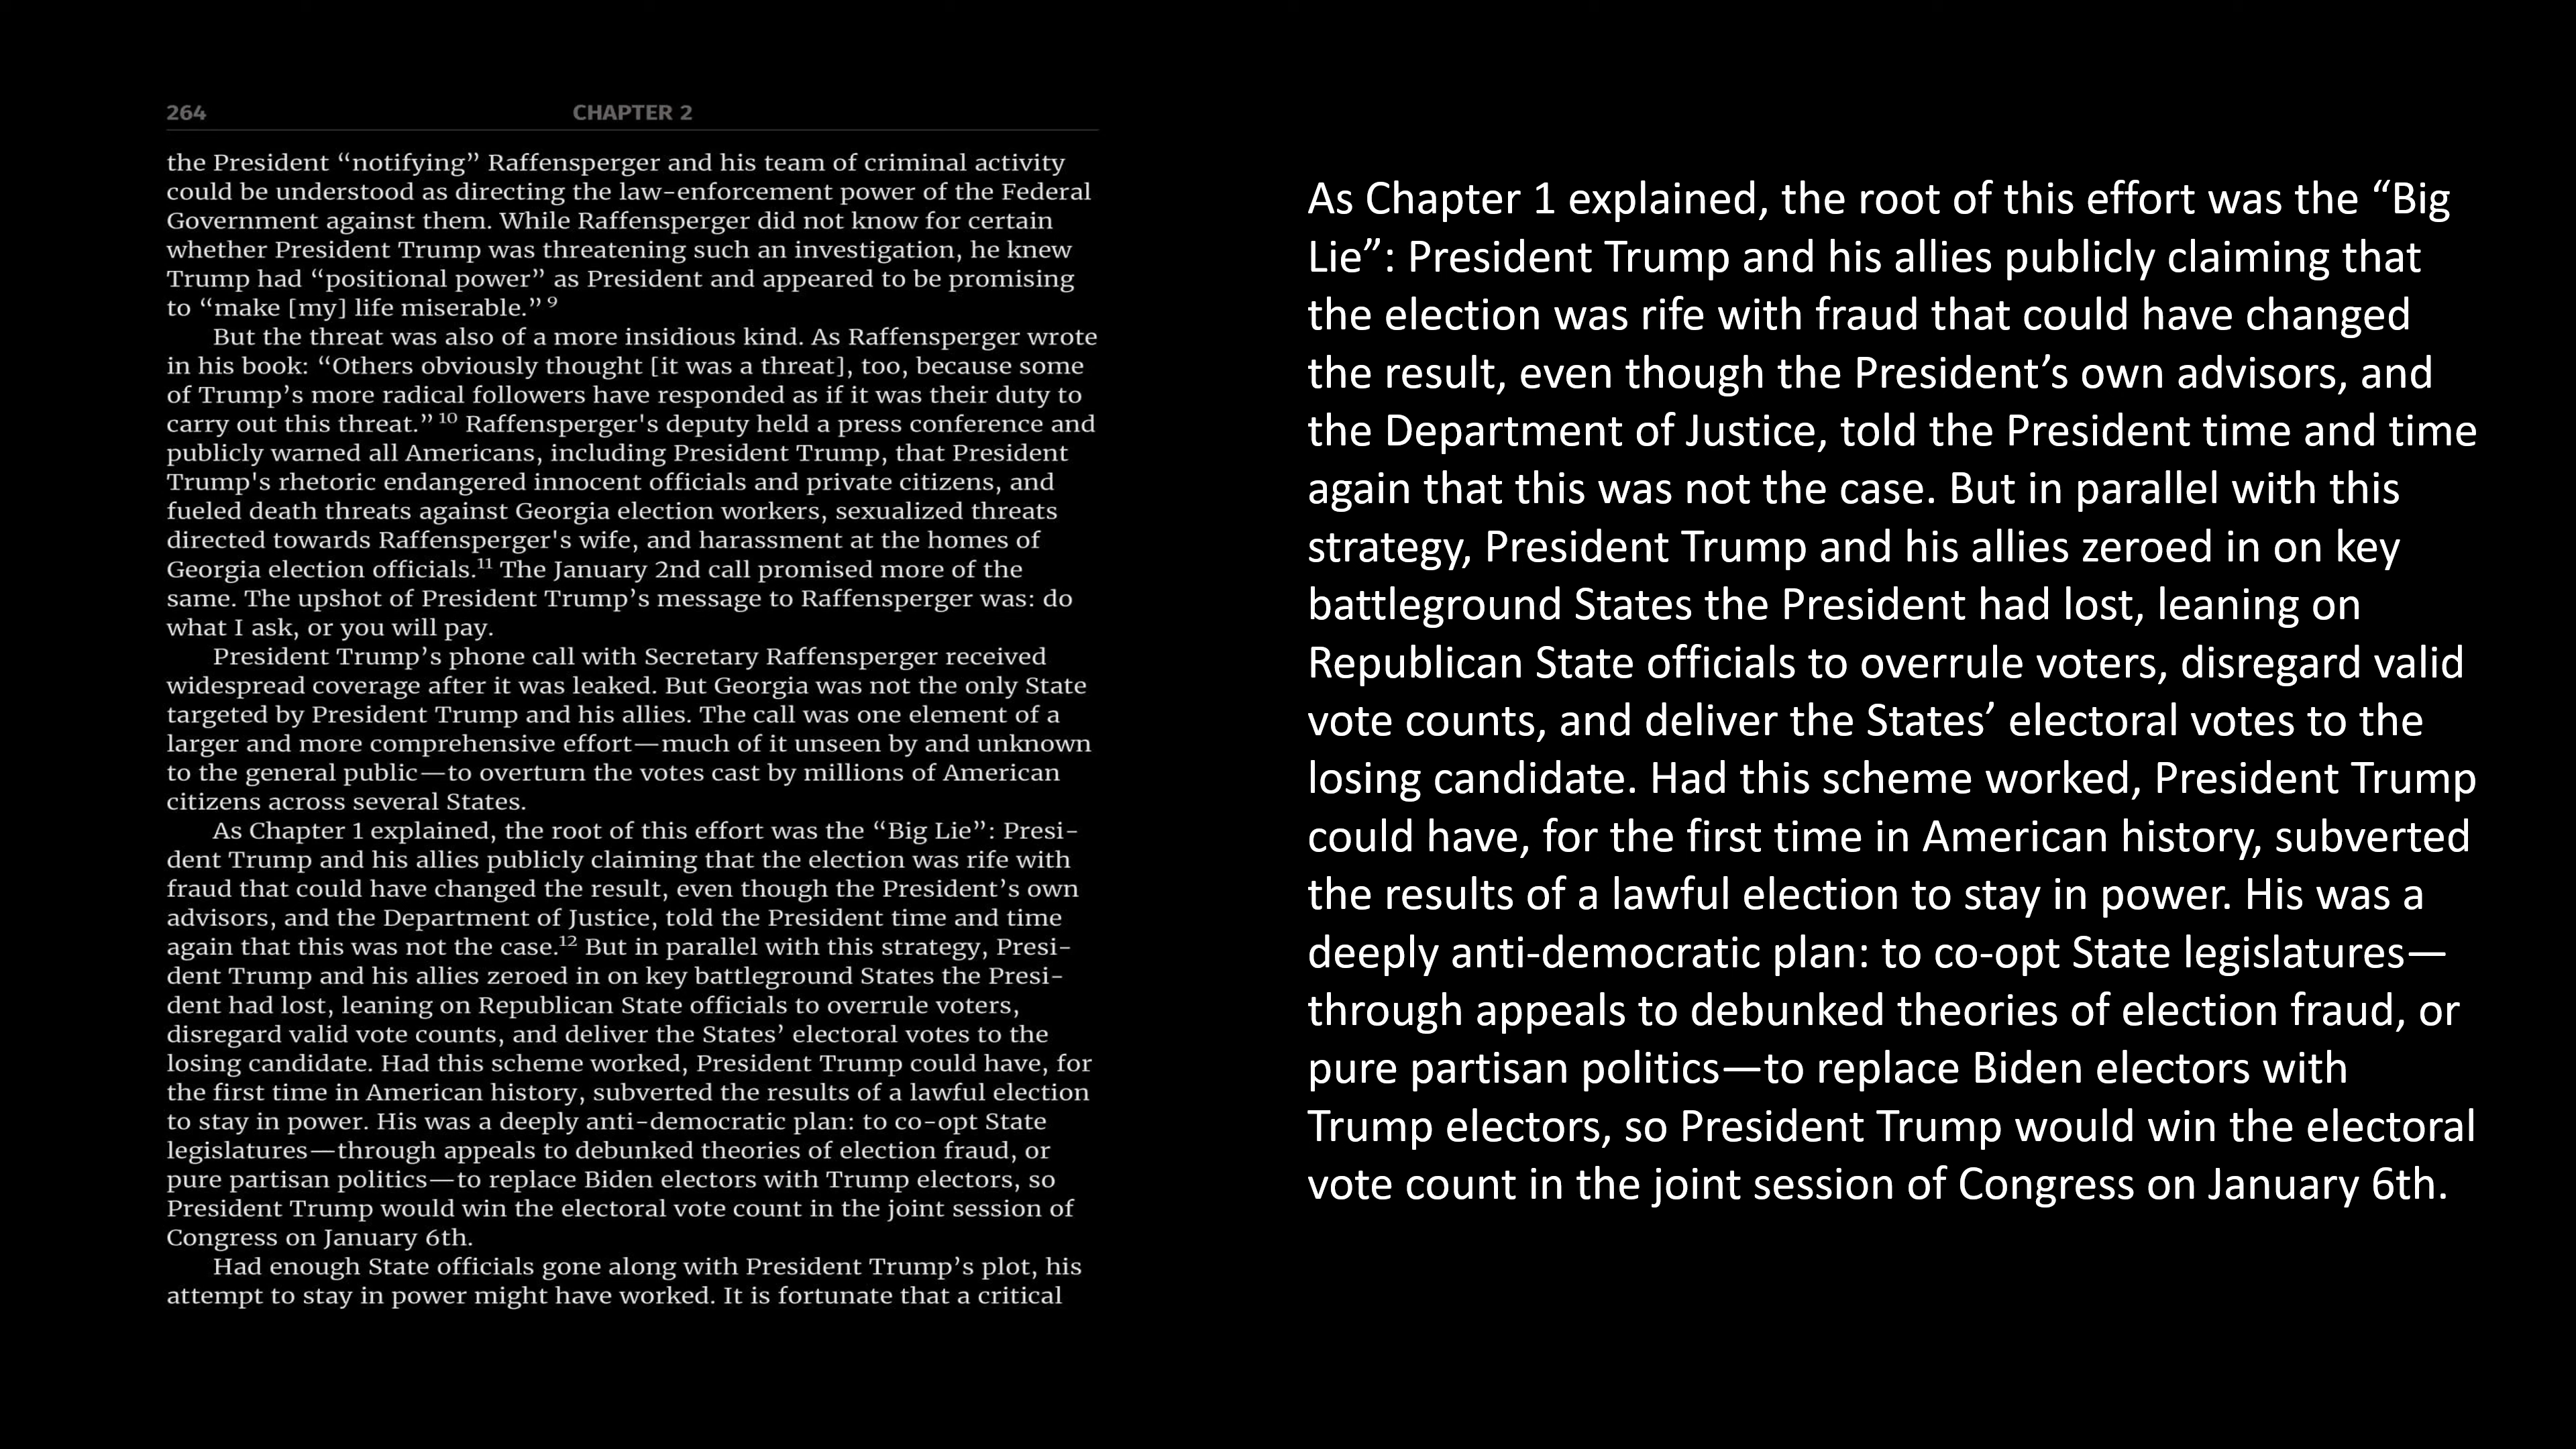 264 CHAPTER 2
the President “notifying” Raffensperger and his team of criminal activity
could be understood as directing the law-enforcement power of the Federal
Government against them. While Raffensperger did not know for certain
whether President Trump was threatening such an investigation, he knew
Trump had “positional power” as President and appeared to be promising
to “make [my] life miserable.” 9
But the threat was also of a more insidious kind. As Raffensperger wrote
in his book: “Others obviously thought [it was a threat], too, because some
of Trump’s more radical followers have responded as if it was their duty to
carry out this threat.” 10 Raffensperger's deputy held a press conference and
publicly warned all Americans, including President Trump, that President
Trump's rhetoric endangered innocent officials and private citizens, and
fueled death threats against Georgia election workers, sexualized threats
directed towards Raffensperger's wife, and harassment at the homes of
Georgia election officials.11 The January 2nd call promised more of the
same. The upshot of President Trump’s message to Raffensperger was: do
what I ask, or you will pay.
President Trump’s phone call with Secretary Raffensperger received
widespread coverage after it was leaked. But Georgia was not the only State
targeted by President Trump and his allies. The call was one element of a
larger and more comprehensive effort—much of it unseen by and unknown
to the general public—to overturn the votes cast by millions of American
citizens across several States.
As Chapter 1 explained, the root of this effort was the “Big Lie”: Presi-
dent Trump and his allies publicly claiming that the election was rife with
fraud that could have changed the result, even though the President’s own
advisors, and the Department of Justice, told the President time and time
again that this was not the case.12 But in parallel with this strategy, Presi-
dent Trump and his allies zeroed in on key battleground States the Presi-
dent had lost, leaning on Republican State officials to overrule voters,
disregard valid vote counts, and deliver the States’ electoral votes to the
losing candidate. Had this scheme worked, President Trump could have, for
the first time in American history, subverted the results of a lawful election
to stay in power. His was a deeply anti-democratic plan: to co-opt State
legislatures—through appeals to debunked theories of election fraud, or
pure partisan politics—to replace Biden electors with Trump electors, so
President Trump would win the electoral vote count in the joint session of
Congress on January 6th.
Had enough State officials gone along with President Trump’s plot, his
attempt to stay in power might have worked. It is fortunate that a critical
As Chapter 1 explained, the root of this effort was the “Big
Lie”: President Trump and his allies publicly claiming that
the election was rife with fraud that could have changed
the result, even though the President’s own advisors, and
the Department of Justice, told the President time and time
again that this was not the case. But in parallel with this
strategy, President Trump and his allies zeroed in on key
battleground States the President had lost, leaning on
Republican State officials to overrule voters, disregard valid
vote counts, and deliver the States’ electoral votes to the
losing candidate. Had this scheme worked, President Trump
could have, for the first time in American history, subverted
the results of a lawful election to stay in power. His was a
deeply anti-democratic plan: to co-opt State legislatures—
through appeals to debunked theories of election fraud, or
pure partisan politics—to replace Biden electors with
Trump electors, so President Trump would win the electoral
vote count in the joint session of Congress on January 6th.